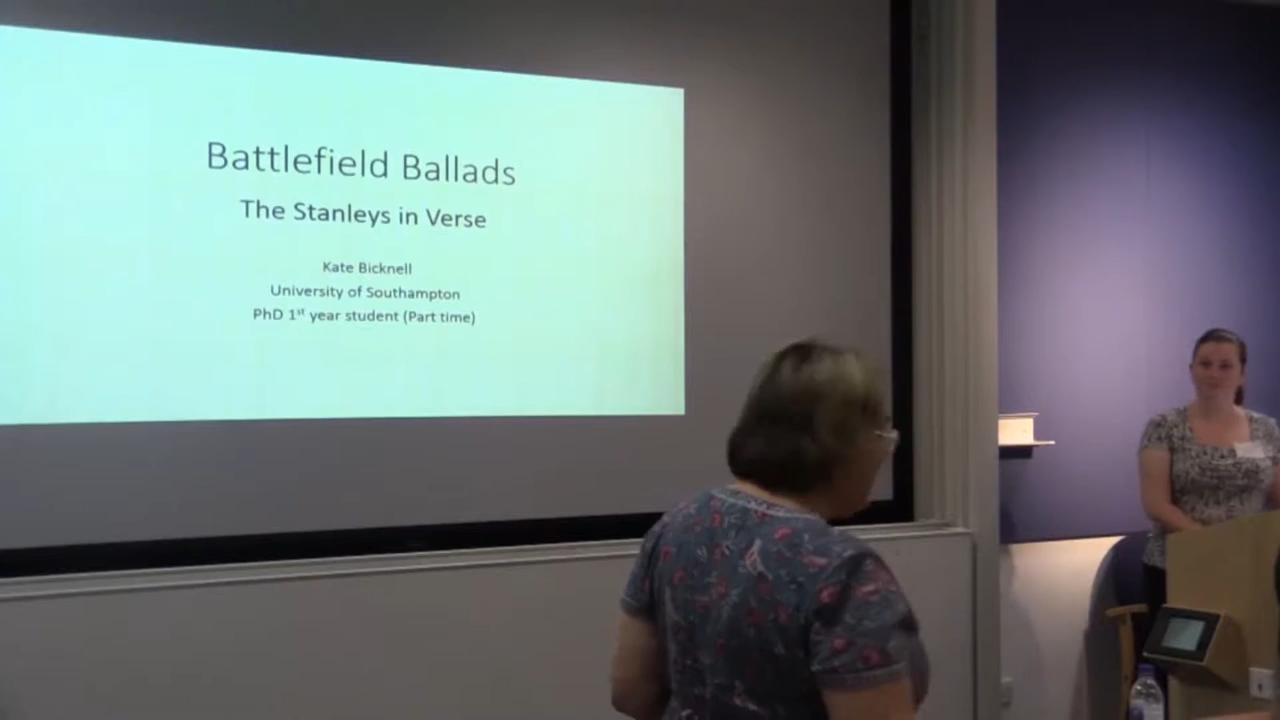 Battlefield Ballads
The Stanleys in Verse
Kate Bicknell
University of Southampton
PhD 1st year student (Part time)